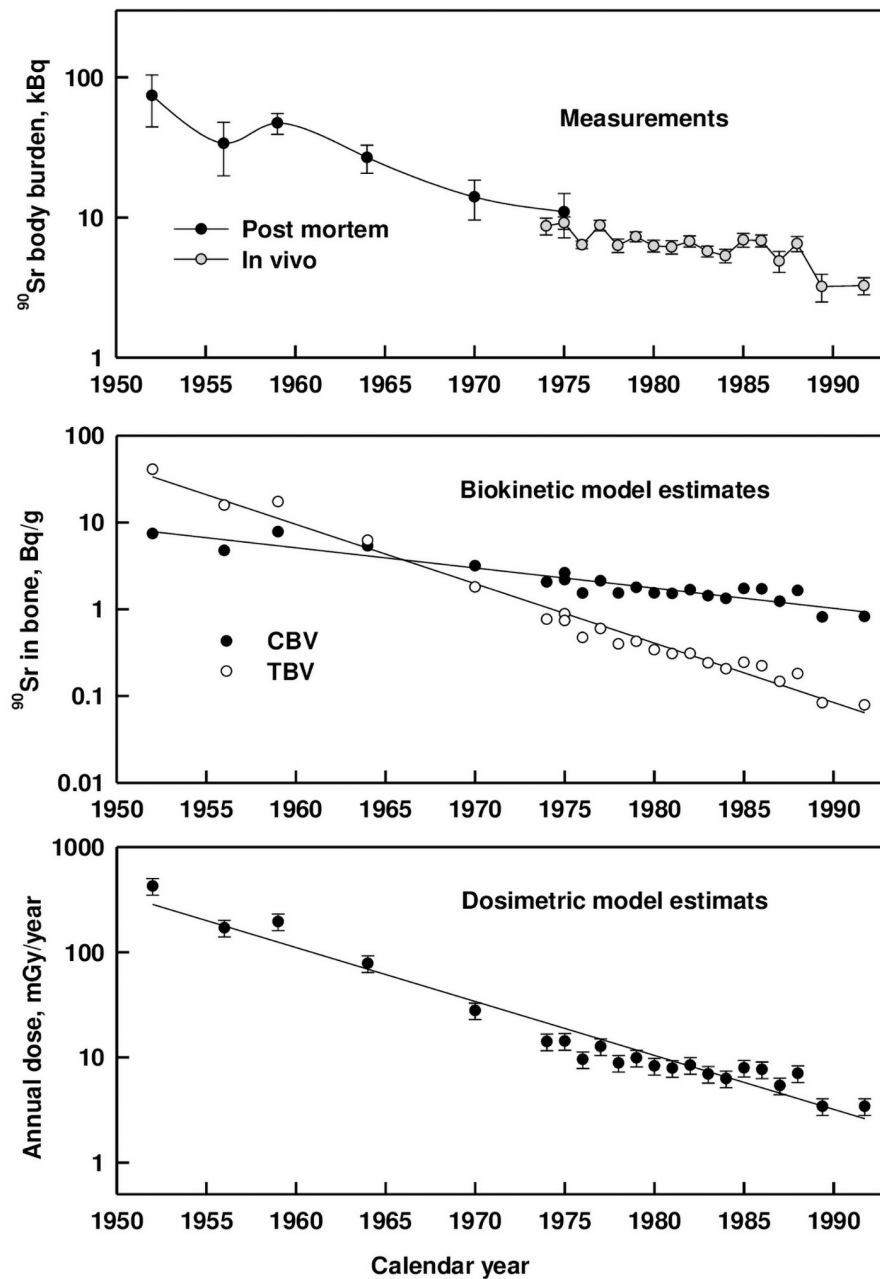 100
10
1
⁹⁰Sr body burden, kBq
Measurements
Post mortem
In vivo
1950 1955 1960 1965 1970 1975 1980 1985 1990
100
10
1
0.1
0.01
⁹⁰Sr in bone, Bq/g
Biokinetic model estimates
CBV
TBV
1950 1955 1960 1965 1970 1975 1980 1985 1990
1000
100
10
1
Annual dose, mGy/year
Dosimetric model estimats
1950 1955 1960 1965 1970 1975 1980 1985 1990
Calendar year